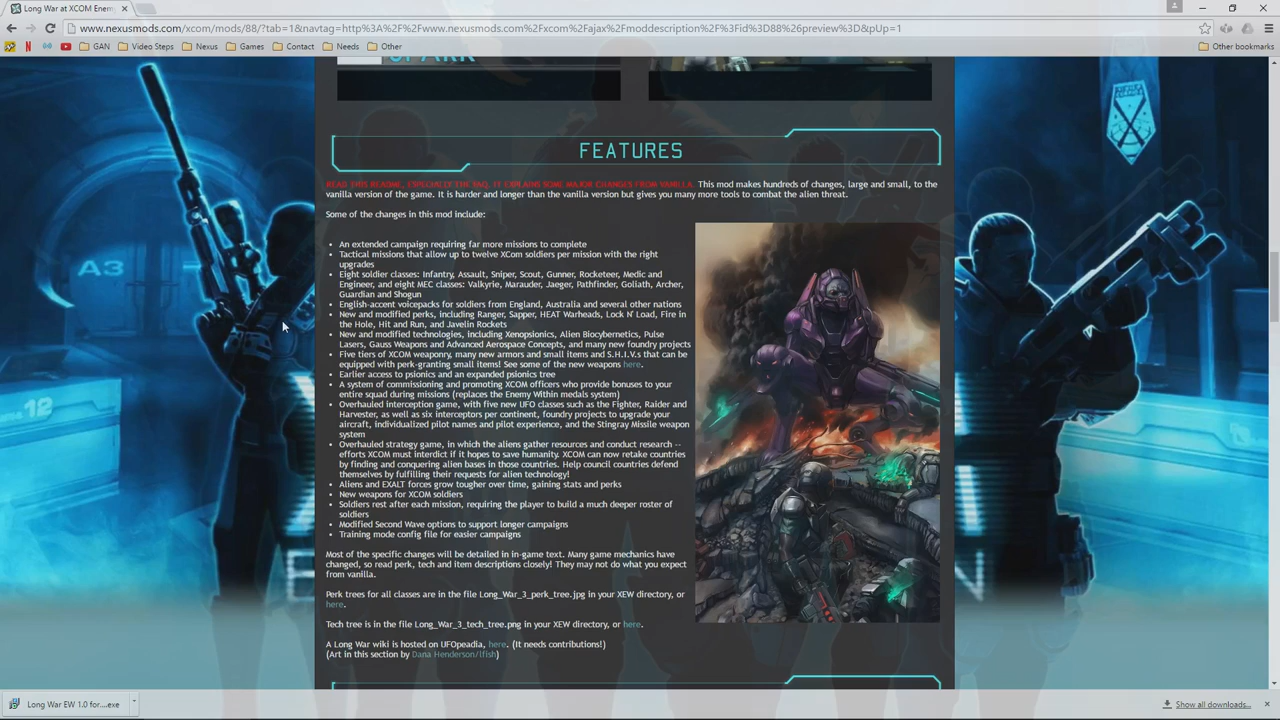 Long War at XCOM Enem
www.nexusmods.com/xcom/mods/88/?tab=1&navtag=http%3A%2F%2Fwww.nexusmods.com%2Fxcom%2Fajax%2Fmoddescription%2F%3Fid%3D88%26preview%3D&pUp=1
GAN Video Steps Nexus Games Contact Needs Other Other bookmarks
FEATURES
READ THIS README, ESPECIALLY THE FAQ. IT EXPLAINS SOME MAJOR CHANGES FROM VANILLA. This mod makes hundreds of changes, large and small, to the
vanilla version of the game. It is harder and longer than the vanilla version but gives you many more tools to combat the alien threat.
Some of the changes in this mod include:
• An extended campaign requiring far more missions to complete
• Tactical missions that allow up to twelve XCom soldiers per mission with the right
upgrades
• Eight soldier classes: Infantry, Assault, Sniper, Scout, Gunner, Rocketeer, Medic and
Engineer, and eight MEC classes: Valkyrie, Marauder, Jaeger, Pathfinder, Goliath, Archer,
Guardian and Shogun
• English-accent voicepacks for soldiers from England, Australia and several other nations
• New and modified perks, including Ranger, Sapper, HEAT Warheads, Lock N' Load, Fire in
the Hole, Hit and Run, and Javelin Rockets
• New and modified technologies, including Xenopsionics, Alien Biocybernetics, Pulse
Lasers, Gauss Weapons and Advanced Aerospace Concepts, and many new foundry projects
• Five tiers of XCOM weaponry, many new armors and small items and S.H.I.V.s that can be
equipped with perk-granting small items! See some of the new weapons here.
• Earlier access to psionics and an expanded psionics tree
• A system of commissioning and promoting XCOM officers who provide bonuses to your
entire squad during missions (replaces the Enemy Within medals system)
• Overhauled interception game, with five new UFO classes such as the Fighter, Raider and
Harvester, as well as six interceptors per continent, foundry projects to upgrade your
aircraft, individualized pilot names and pilot experience, and the Stingray Missile weapon
system
• Overhauled strategy game, in which the aliens gather resources and conduct research --
efforts XCOM must interdict if it hopes to save humanity. XCOM can now retake countries
by finding and conquering alien bases in those countries. Help council countries defend
themselves by fulfilling their requests for alien technology!
• Aliens and EXALT forces grow tougher over time, gaining stats and perks
• New weapons for XCOM soldiers
• Soldiers rest after each mission, requiring the player to build a much deeper roster of
soldiers
• Modified Second Wave options to support longer campaigns
• Training mode config file for easier campaigns
Most of the specific changes will be detailed in in-game text. Many game mechanics have
changed, so read perk, tech and item descriptions closely! They may not do what you expect
from vanilla.
Perk trees for all classes are in the file Long_War_3_perk_tree.jpg in your XEW directory, or
here.
Tech tree is in the file Long_War_3_tech_tree.png in your XEW directory, or here.
A Long War wiki is hosted on UFOpeadia, here. (It needs contributions!)
(Art in this section by Dana Henderson/lfish)
A3
Long War EW 1.0 for....exe
Show all downloads...